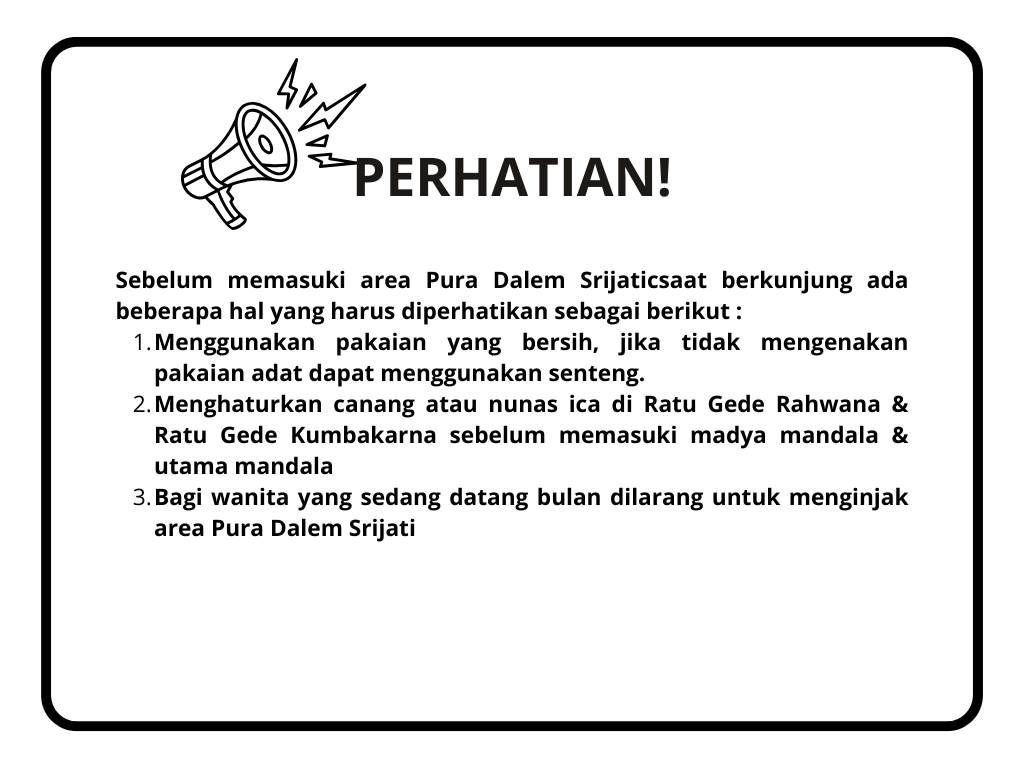 PERHATIAN!
Sebelum memasuki area Pura Dalem Srijaticsaat berkunjung ada
beberapa hal yang harus diperhatikan sebagai berikut :
1. Menggunakan pakaian yang bersih, jika tidak mengenakan
pakaian adat dapat menggunakan senteng.
2. Menghaturkan canang atau nunas ica di Ratu Gede Rahwana &
Ratu Gede Kumbakarna sebelum memasuki madya mandala &
utama mandala
3. Bagi wanita yang sedang datang bulan dilarang untuk menginjak
area Pura Dalem Srijati